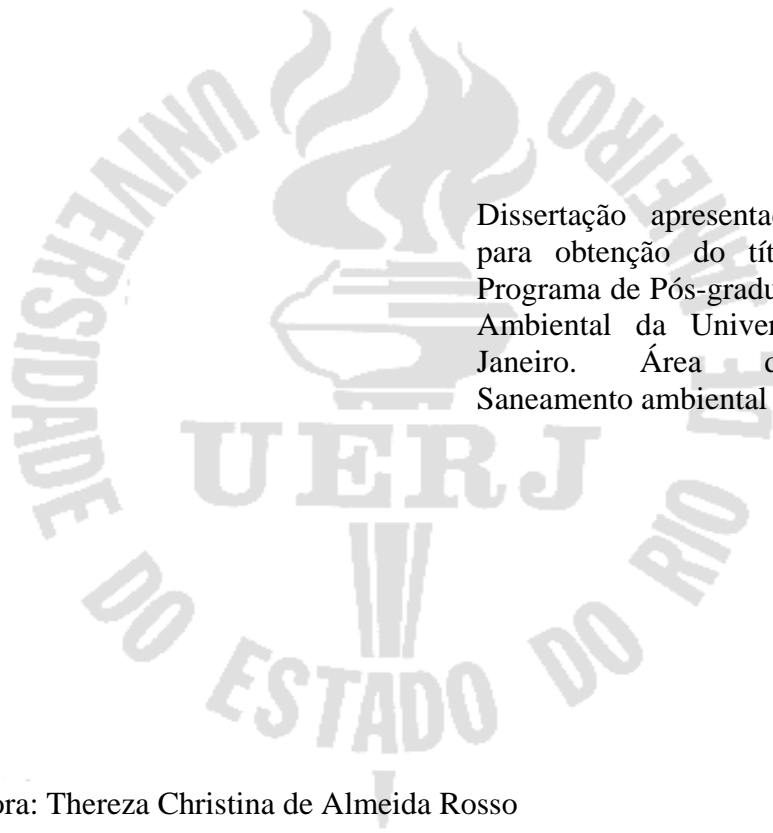 UNIVERSIDADE DO ESTADO DO RIO DE JANEIRO
UERJ
Dissertação apresenta
para obtenção do tít
Programa de Pós-gradu
Ambiental da Univer
Janeiro. Área d
Saneamento ambiental
ora: Thereza Christina de Almeida Rosso